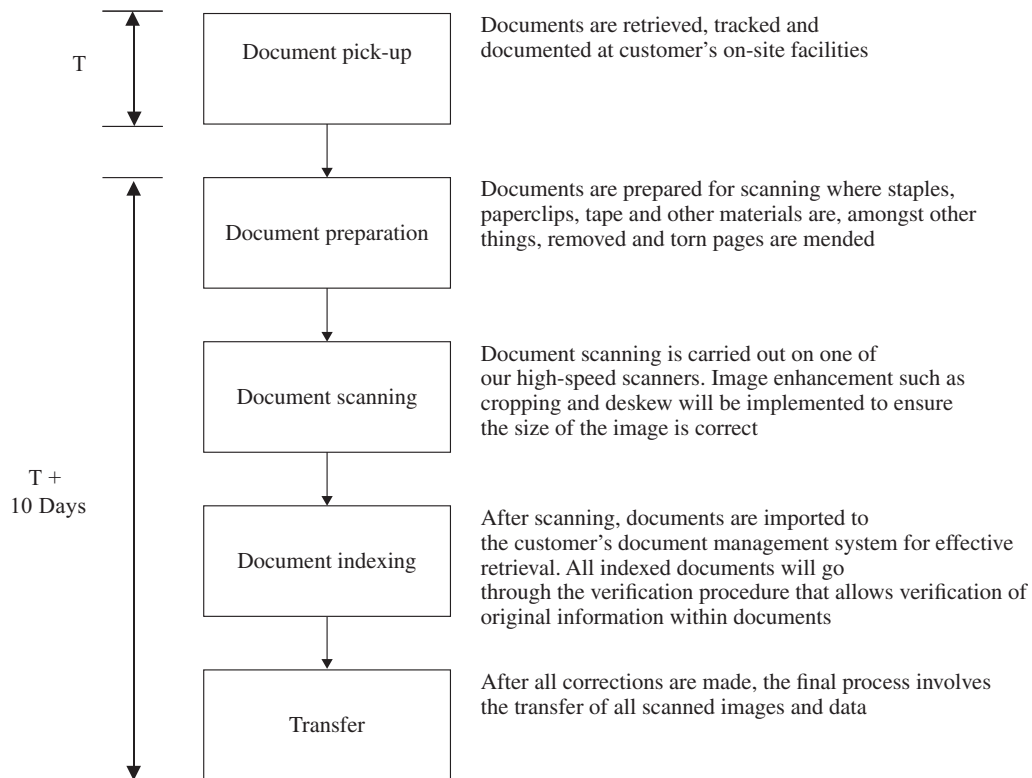 T
Document pick-up
Documents are retrieved, tracked and
documented at customer’s on-site facilities
T +
10 Days
Document preparation
Documents are prepared for scanning where staples,
paperclips, tape and other materials are, amongst other
things, removed and torn pages are mended
Document scanning
Document scanning is carried out on one of
our high-speed scanners. Image enhancement such as
cropping and deskew will be implemented to ensure
the size of the image is correct
Document indexing
After scanning, documents are imported to
the customer’s document management system for effective
retrieval. All indexed documents will go
through the verification procedure that allows verification of
original information within documents
Transfer
After all corrections are made, the final process involves
the transfer of all scanned images and data